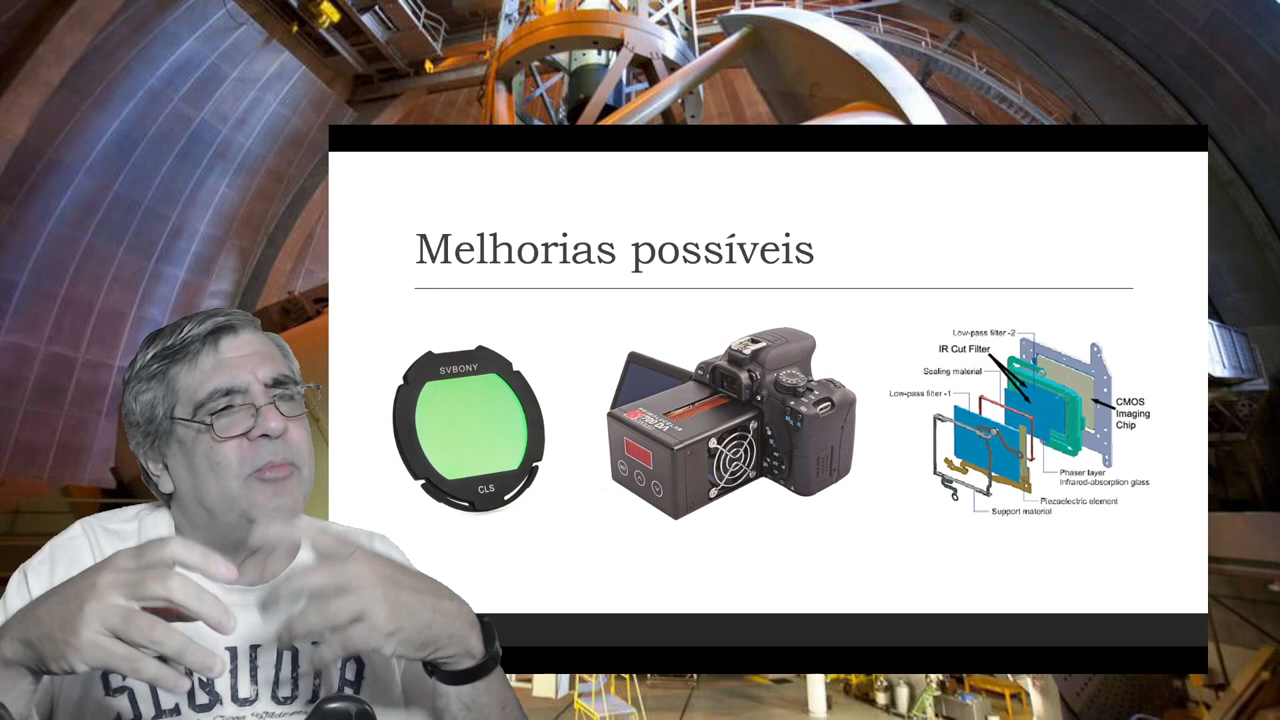 Melhorias possíveis
SVBONY
CLS
Low-pass filter -2
IR Cut Filter
Sealing material
Low-pass filter -1
CMOS
Imaging
Chip
Phaser layer
Infrared-absorption glass
Piezoelectric element
Support material
SEQUOIA